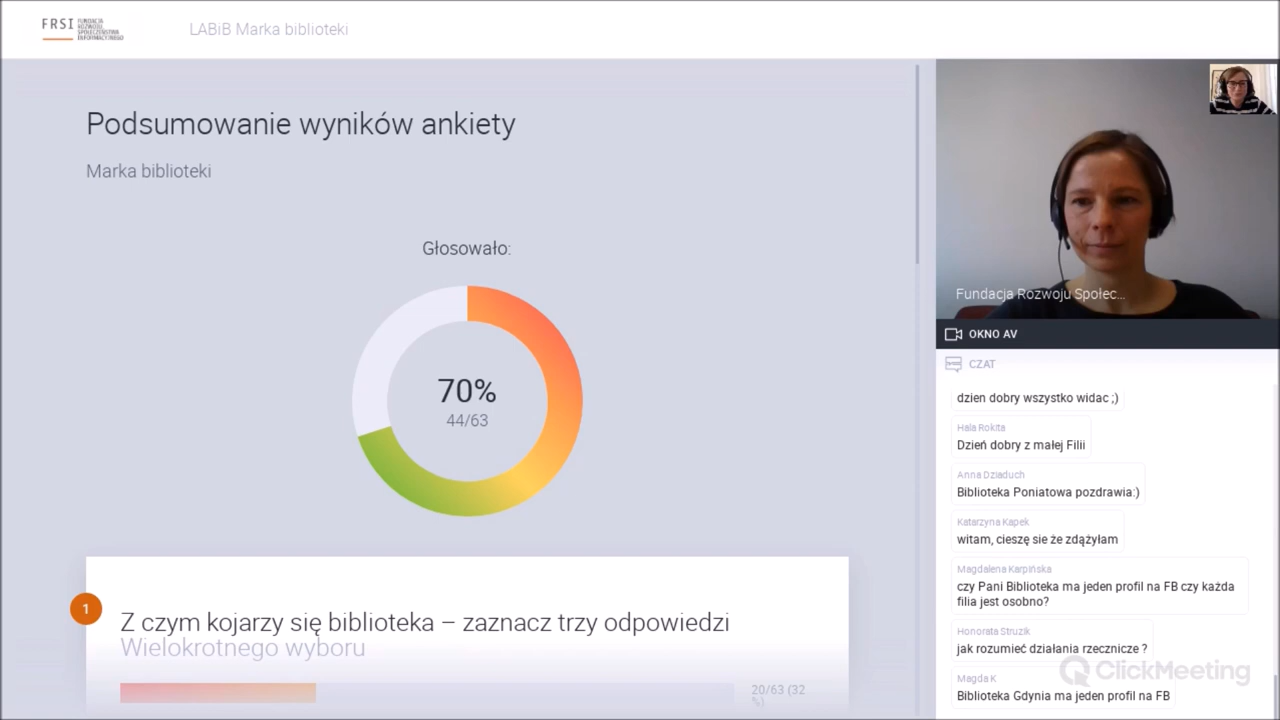 FRSI
FUNDACJA
ROZWOJU
SPOŁECZEŃSTWA
INFORMACYJNEGO
LABiB Marka biblioteki
Podsumowanie wyników ankiety
Marka biblioteki
Głosowało:
70%
44/63
1
Z czym kojarzy się biblioteka – zaznacz trzy odpowiedzi
Wielokrotnego wyboru
20/63 (32
%)
Fundacja Rozwoju Społec...
OKNO AV
CZAT
dzien dobry wszystko widac ;)
Hala Rokita
Dzień dobry z małej Filii
Anna Dziaduch
Biblioteka Poniatowa pozdrawia:)
Katarzyna Kapek
witam, cieszę sie że zdążyłam
Magdalena Karpińska
czy Pani Biblioteka ma jeden profil na FB czy każda
filia jest osobno?
Honorata Struzik
jak rozumieć działania rzecznicze ?
Magda K
Biblioteka Gdynia ma jeden profil na FB
ClickMeeting